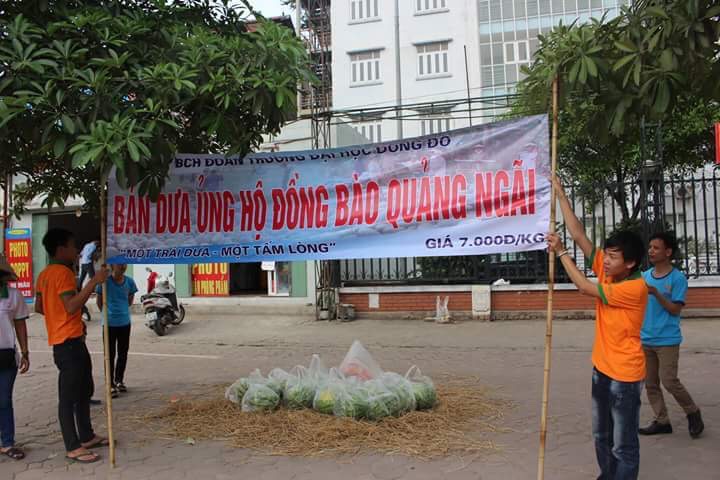 BCH ĐOÀN TRƯỜNG ĐẠI HỌC ĐÔNG ĐÔ
BÁN DƯA ỦNG HỘ ĐỒNG BÀO QUẢNG NGÃI
"MỘT TRÁI DƯA - MỘT TẤM LÒNG"
GIÁ 7.000Đ/KG
PHOTO
PHOTO